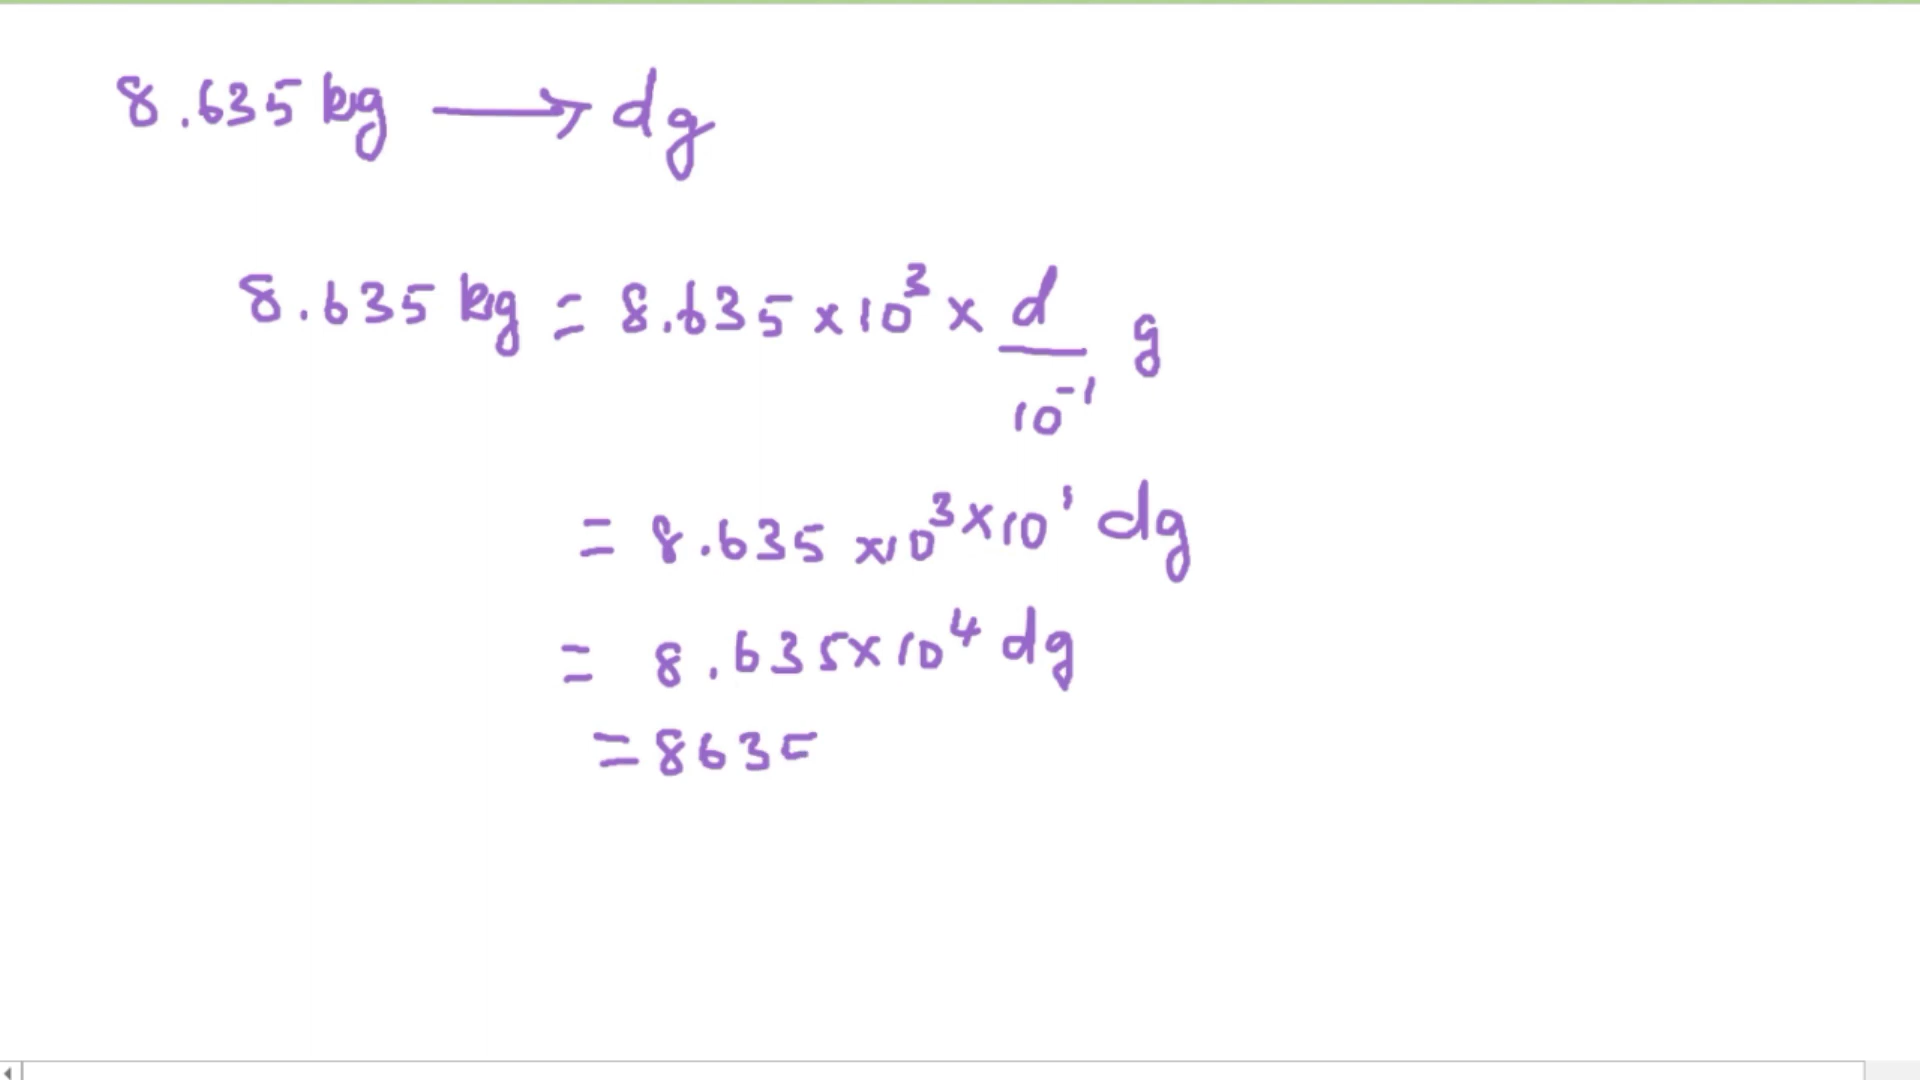 8.635 kg ⟶ dg
8.635 kg = 8.635 × 10³ × d/10⁻¹ g
= 8.635 × 10³ × 10¹ dg
= 8.635 × 10⁴ dg
= 8635